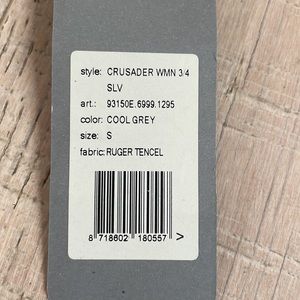 style: CRUSADER WMN 3/4
SLV
art.: 93150E.6999.1295
color: COOL GREY
size: S
fabric: RUGER TENCEL
8 718602 180557 >